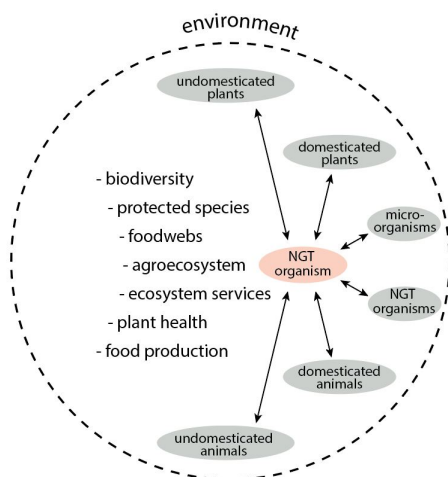 environment
undomesticated
plants
domesticated
plants
- biodiversity
- protected species
- foodwebs
- agroecosystem
- ecosystem services
- plant health
- food production
micro-
organisms
NGT
organism
NGT
organisms
domesticated
animals
undomesticated
animals